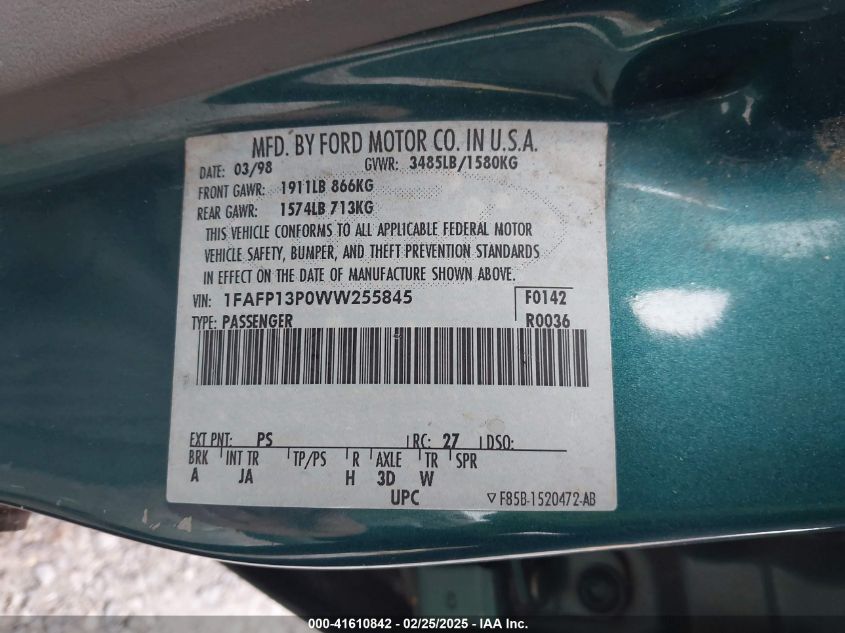 MFD. BY FORD MOTOR CO. IN U.S.A.
DATE: 03/98 GVWR: 3485LB/1580KG
FRONT GAWR: 1911LB 866KG
REAR GAWR: 1574LB 713KG
THIS VEHICLE CONFORMS TO ALL APPLICABLE FEDERAL MOTOR
VEHICLE SAFETY, BUMPER, AND THEFT PREVENTION STANDARDS
IN EFFECT ON THE DATE OF MANUFACTURE SHOWN ABOVE.
VIN: 1FAFP13P0WW255845 F0142
TYPE: PASSENGER R0036
EXT PNT: PS RC: 27 DSO:
BRK INT TR TP/PS R AXLE TR SPR
A JA H 3D W
UPC ▽ F85B-1520472-AB
000-41610842 - 02/25/2025 - IAA Inc.